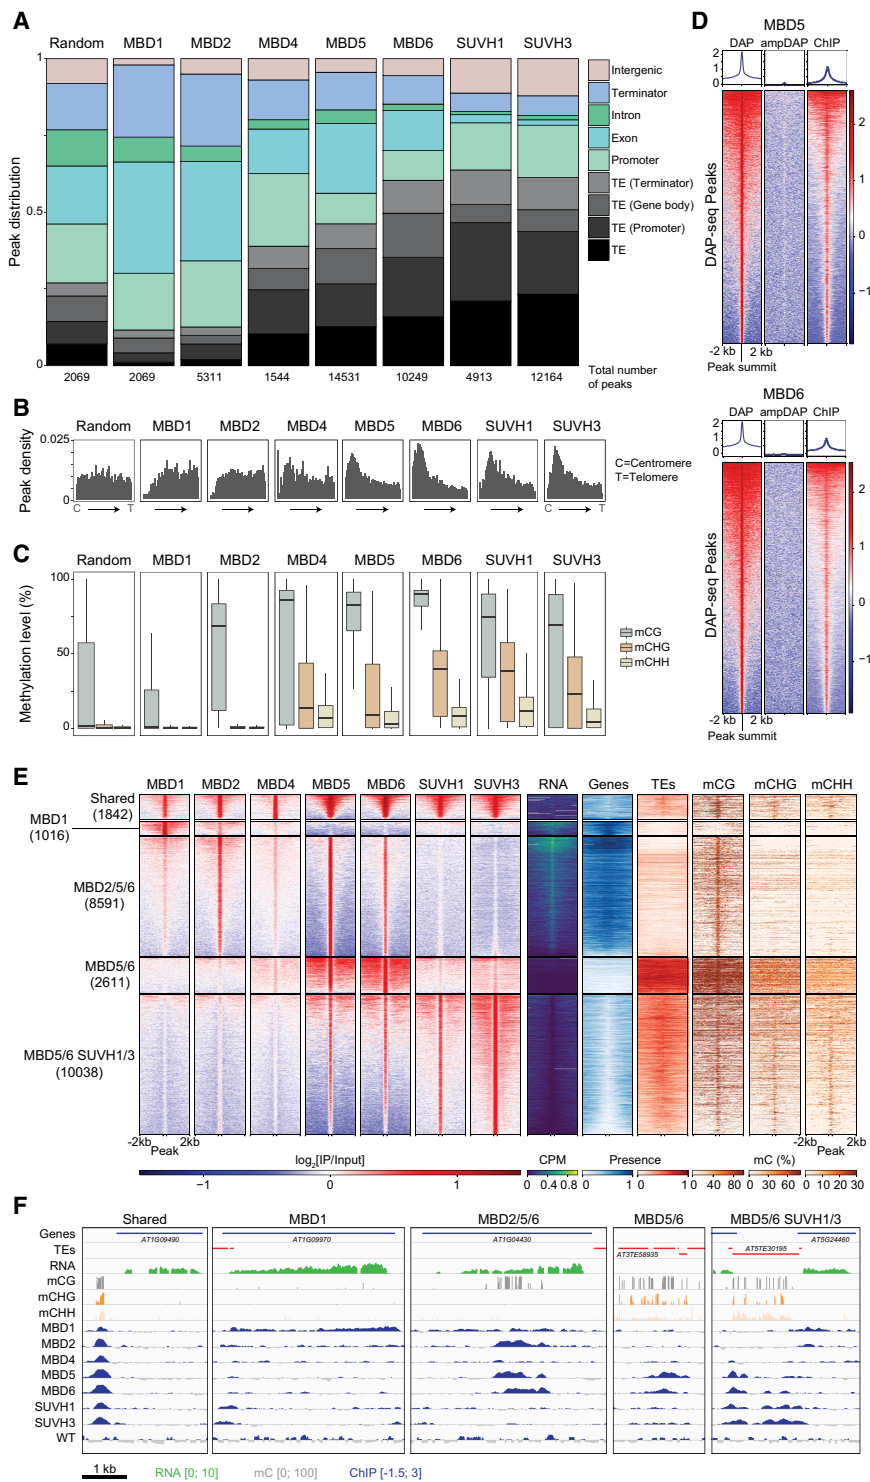 A
Random MBD1 MBD2 MBD4 MBD5 MBD6 SUVH1 SUVH3
1
0.5
0
Peak distribution
Intergenic
Terminator
Intron
Exon
Promoter
TE (Terminator)
TE (Gene body)
TE (Promoter)
TE
2069 2069 5311 1544 14531 10249 4913 12164
Total number
of peaks
B
Random MBD1 MBD2 MBD4 MBD5 MBD6 SUVH1 SUVH3
0.025
0
Peak density
C T C T
C=Centromere
T=Telomere
C
Random MBD1 MBD2 MBD4 MBD5 MBD6 SUVH1 SUVH3
100
50
0
Methylation level (%)
mCG
mCHG
mCHH
D
MBD5
DAP ampDAP ChIP
2
1
0
DAP-seq Peaks
2
1
0
−1
-2 kb 2 kb
Peak summit
MBD6
DAP ampDAP ChIP
2
1
0
DAP-seq Peaks
2
1
0
−1
-2 kb 2 kb
Peak summit
E
MBD1 MBD2 MBD4 MBD5 MBD6 SUVH1 SUVH3 RNA Genes TEs mCG mCHG mCHH
Shared
(1842)
MBD1
(1016)
MBD2/5/6
(8591)
MBD5/6
(2611)
MBD5/6 SUVH1/3
(10038)
-2kb 2kb
Peak
-2kb 2kb
Peak
log2[IP/Input]
−1 0 1
CPM
0 0.4 0.8
Presence
0 1 0 1
mC (%)
0 40 80 0 30 60 0 10 20 30
F
Shared MBD1 MBD2/5/6 MBD5/6 MBD5/6 SUVH1/3
Genes
AT1G09490 AT1G09970 AT1G04430 AT5G24460
TEs
AT3TE58935 AT5TE30195
RNA
mCG
mCHG
mCHH
MBD1
MBD2
MBD4
MBD5
MBD6
SUVH1
SUVH3
WT
1 kb
RNA [0; 10] mC [0; 100] ChIP [-1.5; 3]